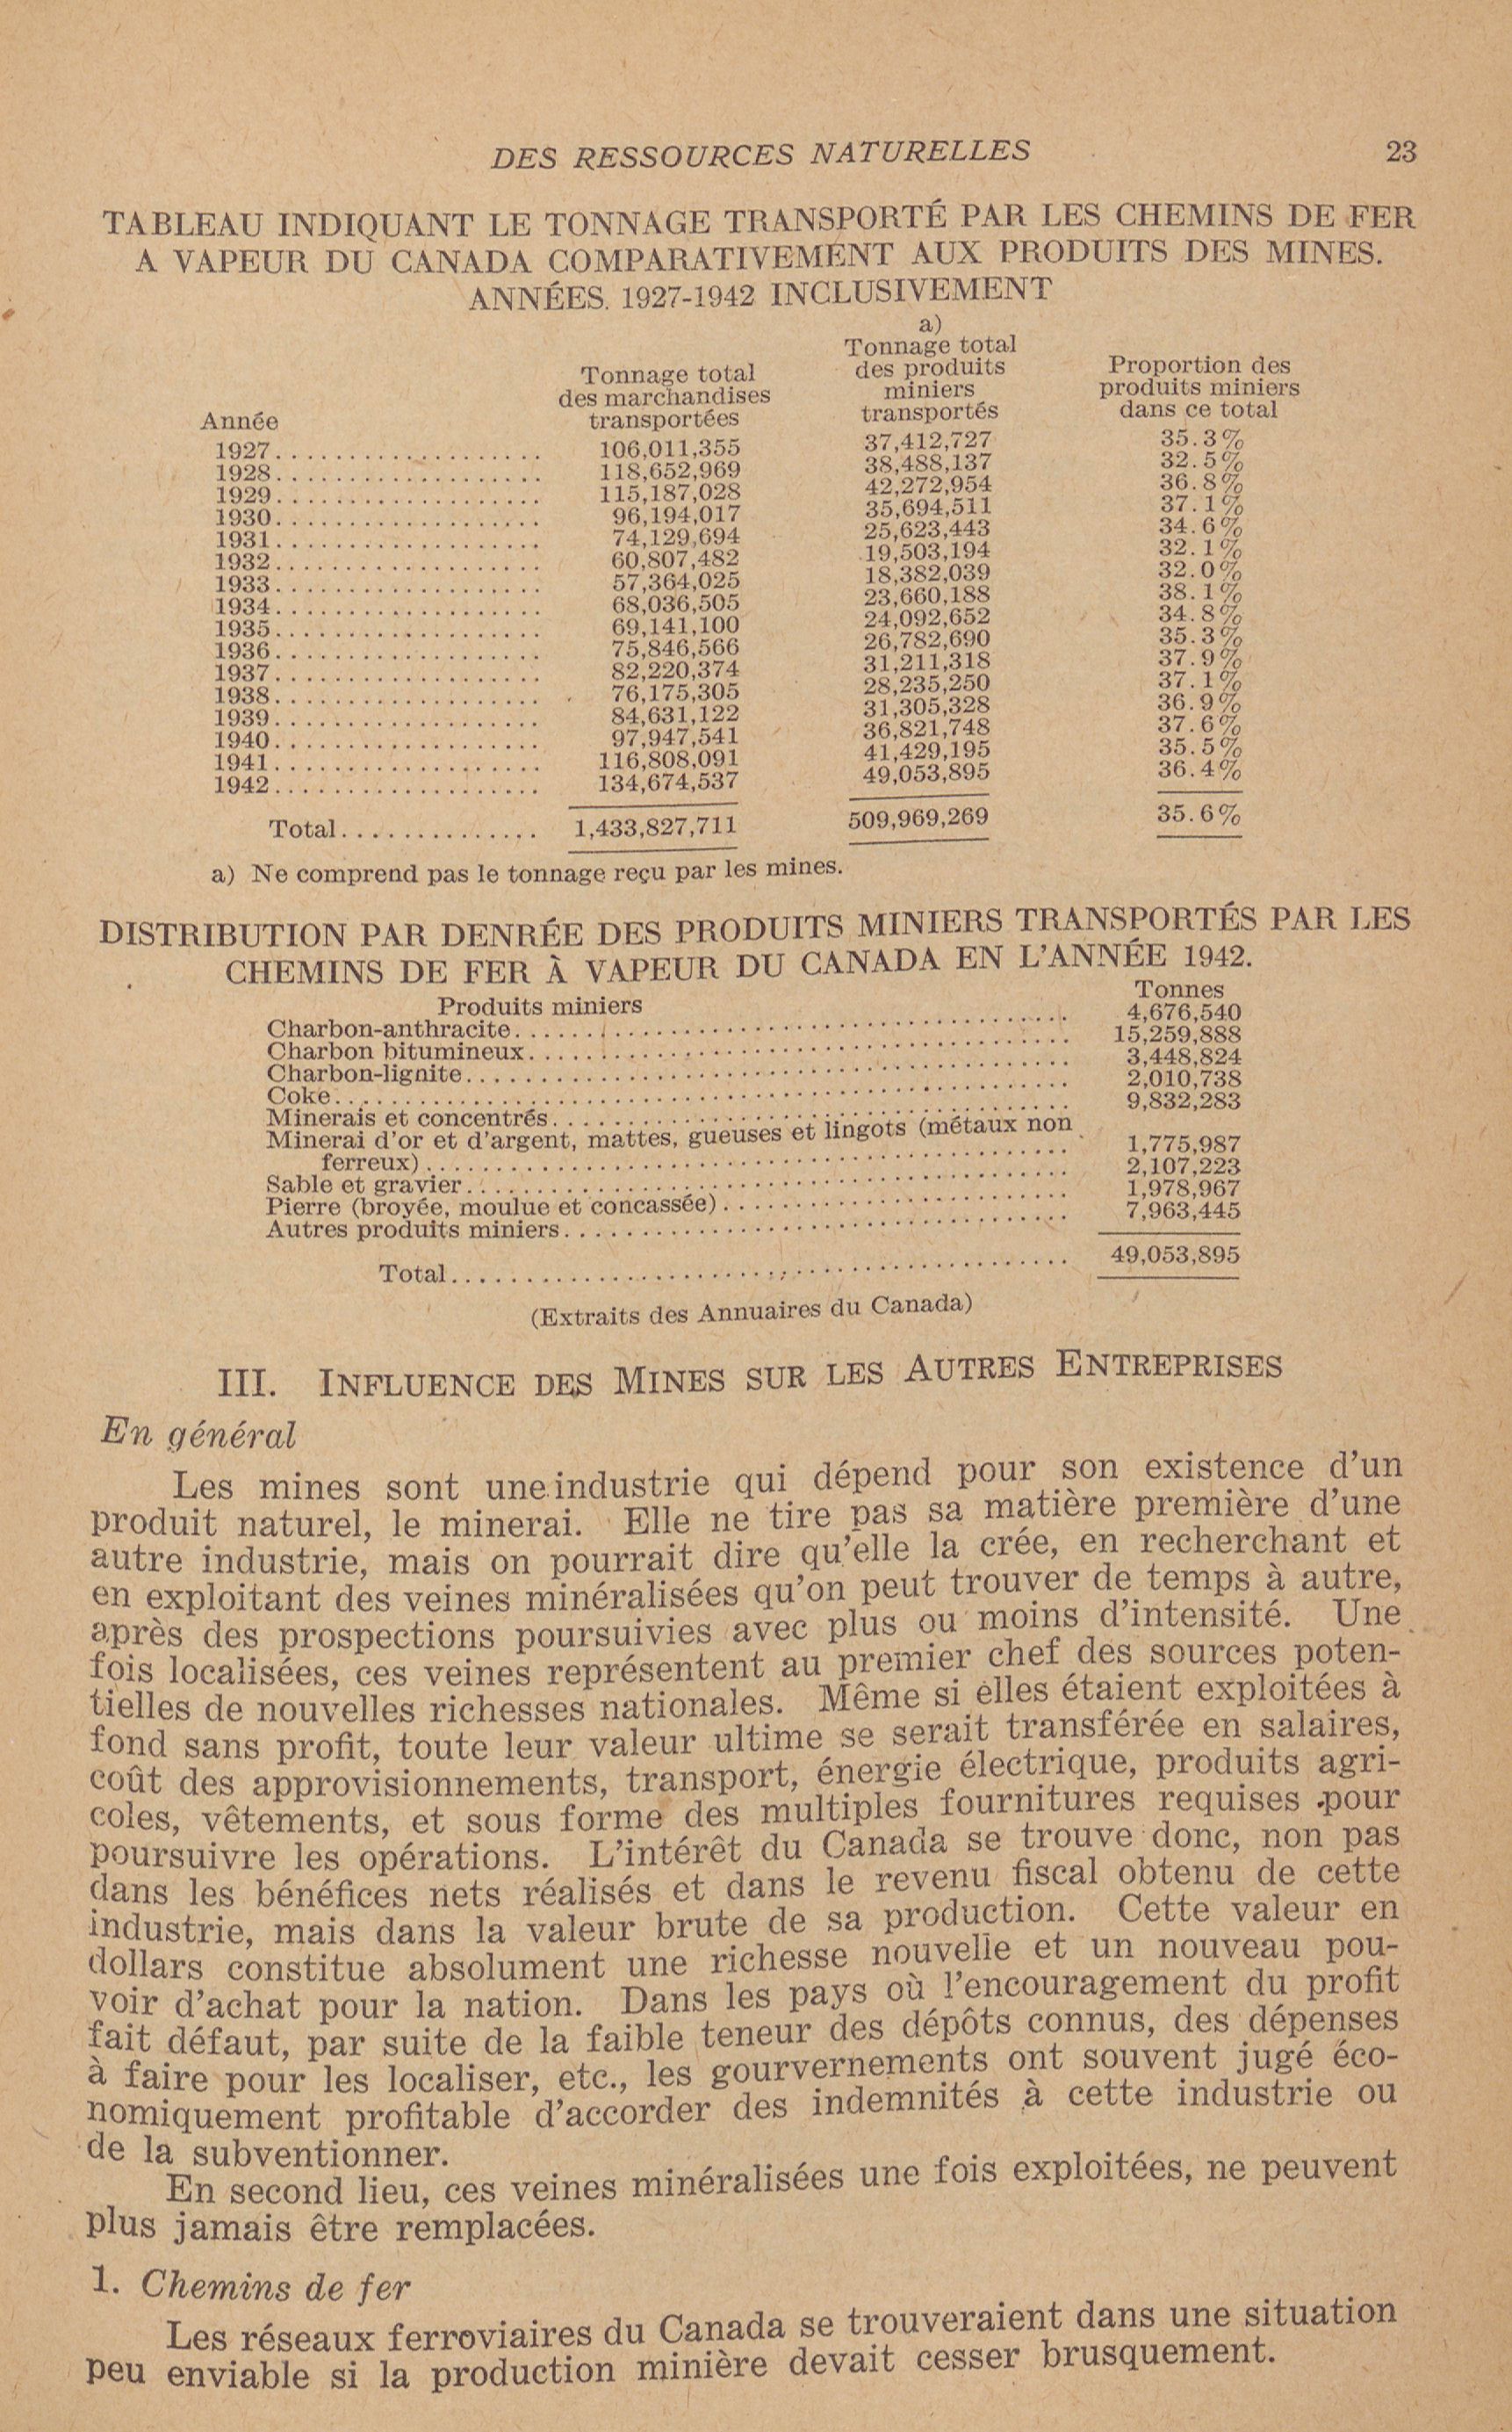 DES RESSOURCES NATURELLES 23
TABLEAU INDIQUANT LE TONNAGE TRANSPORTÉ PAR LES CHEMINS DE FER
A VAPEUR DU CANADA COMPARATIVEMENT AUX PRODUITS DES MINES.
ANNÉES. 1927-1942 INCLUSIVEMENT
a)
Tonnage total
des produits
miniers
transportés
Tonnage total
des marchandises
transportées
Proportion des
produits miniers
dans ce total
Année
1927.................. 106,011,355 37,412,727 35.3%
1928.................. 118,652,969 38,488,137 32.5%
1929.................. 115,187,028 42,272,954 36.8%
1930.................. 96,194,017 35,694,511 37.1%
1931.................. 74,129,694 25,623,443 34.6%
1932.................. 60,807,482 19,503,194 32.1%
1933.................. 57,364,025 18,382,039 32.0%
1934.................. 68,036,505 23,660,188 38.1%
1935.................. 69,141,100 24,092,652 34.8%
1936.................. 75,846,566 26,782,690 35.3%
1937.................. 82,220,374 31,211,318 37.9%
1938.................. 76,175,305 28,235,250 37.1%
1939.................. 84,631,122 31,305,328 36.9%
1940.................. 97,947,541 36,821,748 37.6%
1941.................. 116,808,091 41,429,195 35.5%
1942.................. 134,674,537 49,053,895 36.4%
Total.............. 1,433,827,711 509,969,269 35.6%
a) Ne comprend pas le tonnage reçu par les mines.
DISTRIBUTION PAR DENRÉE DES PRODUITS MINIERS TRANSPORTÉS PAR LES
CHEMINS DE FER À VAPEUR DU CANADA EN L'ANNÉE 1942.
Produits miniers Tonnes
Charbon-anthracite..................................... 4,676,540
Charbon bitumineux.................................... 15,259,888
Charbon-lignite........................................ 3,448,824
Coke................................................. 2,010,738
Minerais et concentrés.................................. 9,832,283
Minerai d'or et d'argent, mattes, gueuses et lingots (métaux non
ferreux)........................................... 1,775,987
Sable et gravier........................................ 2,107,223
Pierre (broyée, moulue et concassée)....................... 1,978,967
Autres produits miniers.................................. 7,963,445
Total......................................... 49,053,895
(Extraits des Annuaires du Canada)
III. INFLUENCE DES MINES SUR LES AUTRES ENTREPRISES
En général
Les mines sont une industrie qui dépend pour son existence d'un
produit naturel, le minerai. Elle ne tire pas sa matière première d'une
autre industrie, mais on pourrait dire qu'elle la crée, en recherchant et
en exploitant des veines minéralisées qu'on peut trouver de temps à autre,
après des prospections poursuivies avec plus ou moins d'intensité. Une
fois localisées, ces veines représentent au premier chef des sources poten-
tielles de nouvelles richesses nationales. Même si elles étaient exploitées à
fond sans profit, toute leur valeur ultime se serait transférée en salaires,
coût des approvisionnements, transport, énergie électrique, produits agri-
coles, vêtements, et sous forme des multiples fournitures requises pour
poursuivre les opérations. L'intérêt du Canada se trouve donc, non pas
dans les bénéfices nets réalisés et dans le revenu fiscal obtenu de cette
industrie, mais dans la valeur brute de sa production. Cette valeur en
dollars constitue absolument une richesse nouvelle et un nouveau pou-
voir d'achat pour la nation. Dans les pays où l'encouragement du profit
fait défaut, par suite de la faible teneur des dépôts connus, des dépenses
à faire pour les localiser, etc., les gourvernements ont souvent jugé éco-
nomiquement profitable d'accorder des indemnités à cette industrie ou
de la subventionner.
En second lieu, ces veines minéralisées une fois exploitées, ne peuvent
plus jamais être remplacées.
1. Chemins de fer
Les réseaux ferroviaires du Canada se trouveraient dans une situation
peu enviable si la production minière devait cesser brusquement.